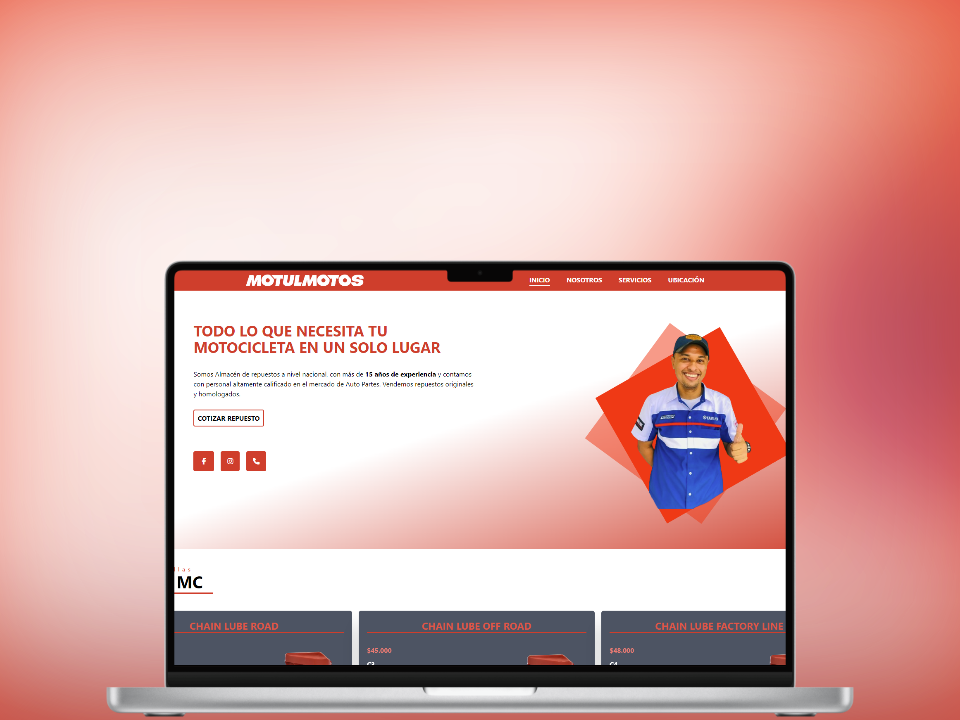 MOTULMOTOS
INICIO NOSOTROS SERVICIOS UBICACIÓN
TODO LO QUE NECESITA TU
MOTOCICLETA EN UN SOLO LUGAR
Somos Almacén de repuestos a nivel nacional, con más de 15 años de experiencia y contamos
con personal altamente calificado en el mercado de Auto Partes. Vendemos repuestos originales
y homologados.
COTIZAR REPUESTO
MC
CHAIN LUBE ROAD
CHAIN LUBE OFF ROAD
$45.000
CHAIN LUBE FACTORY LINE
$48.000